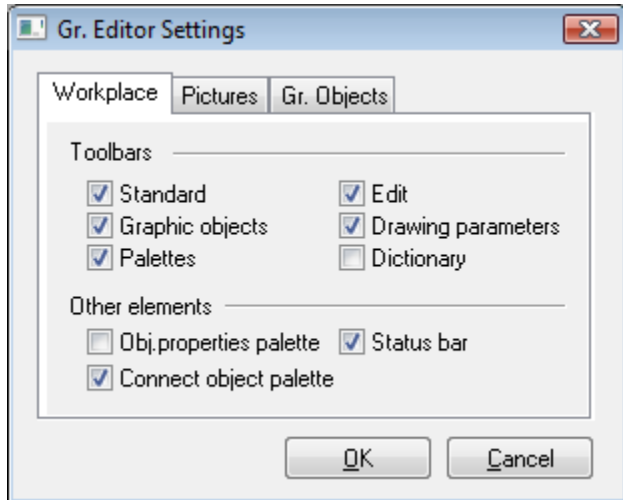 Gr. Editor Settings
Workplace Pictures Gr. Objects
Toolbars
Standard Edit
Graphic objects Drawing parameters
Palettes Dictionary
Other elements
Obj.properties palette Status bar
Connect object palette
OK Cancel